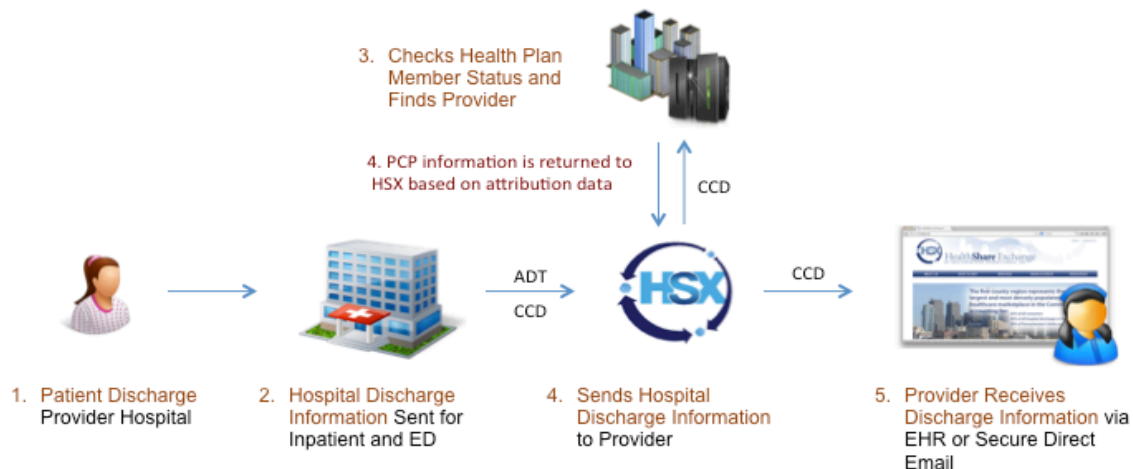 3. Checks Health Plan
Member Status and
Finds Provider
4. PCP information is returned to
HSX based on attribution data
CCD
ADT
CCD
HSX
CCD
HSX
HealthShare Exchange
1. Patient Discharge
Provider Hospital
2. Hospital Discharge
Information Sent for
Inpatient and ED
4. Sends Hospital
Discharge Information
to Provider
5. Provider Receives
Discharge Information via
EHR or Secure Direct
Email